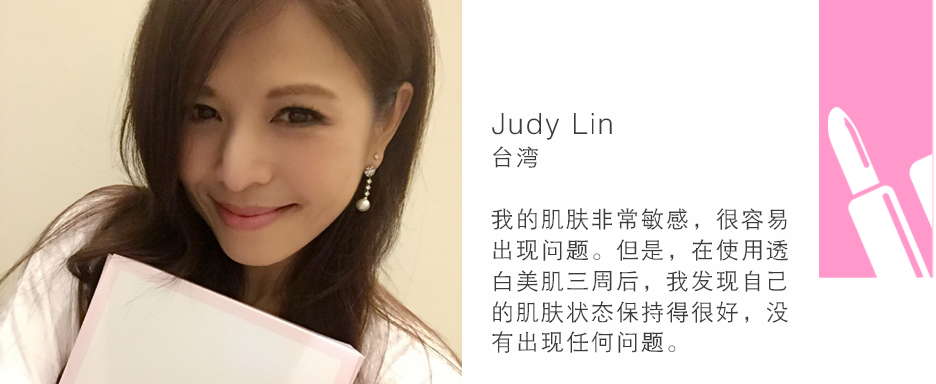 Judy Lin
台湾
我的肌肤非常敏感，很容易
出现问题。但是，在使用透
白美肌三周后，我发现自己
的肌肤状态保持得很好，没
有出现任何问题。